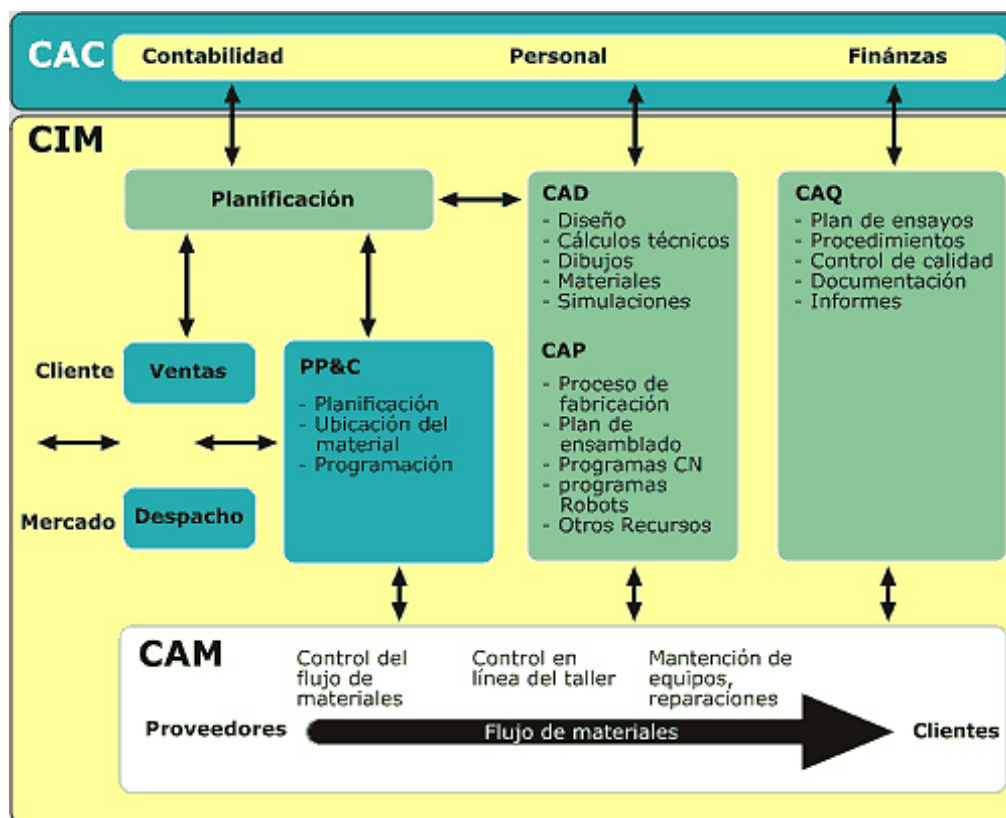 CAC
Contabilidad
Personal
Finánzas
CIM
Planificación
CAD
- Diseño
- Cálculos técnicos
- Dibujos
- Materiales
- Simulaciones
CAP
- Proceso de
fabricación
- Plan de
ensamblado
- Programas CN
- programas
Robots
- Otros Recursos
CAQ
- Plan de ensayos
- Procedimientos
- Control de calidad
- Documentación
- Informes
Cliente
Ventas
PP&C
- Planificación
- Ubicación del
material
- Programación
Mercado
Despacho
CAM
Control del
flujo de
materiales
Control en
línea del taller
Mantención de
equipos,
reparaciones
Proveedores
Flujo de materiales
Clientes